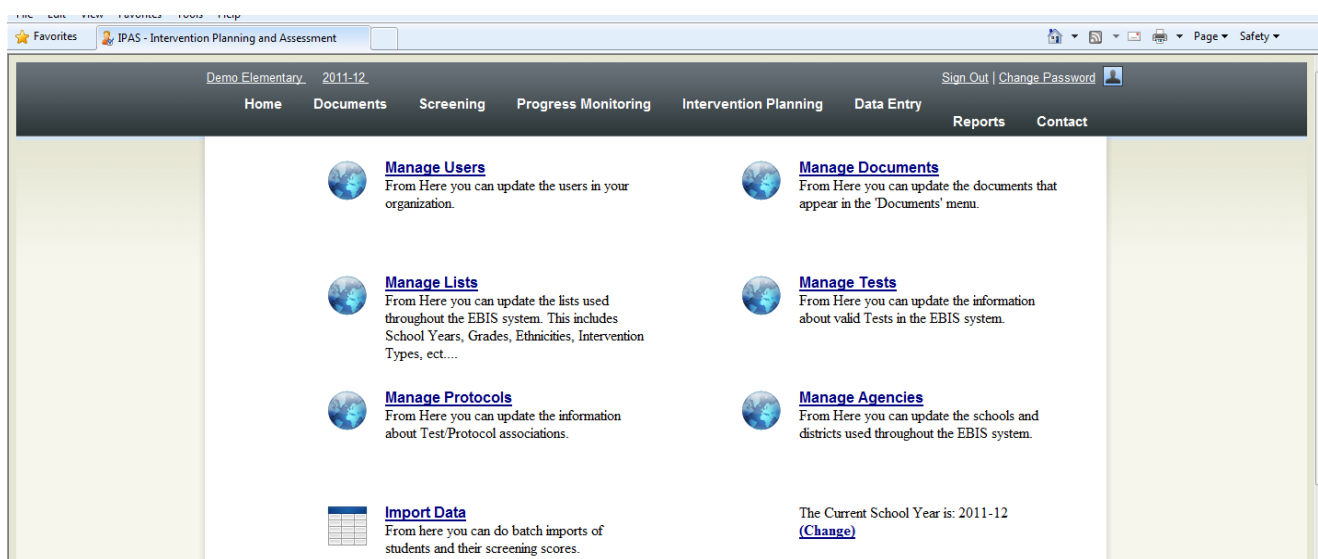 File Edit View Favorites Tools Help
Favorites IPAS - Intervention Planning and Assessment Page Safety
Demo Elementary 2011-12 Sign Out | Change Password
Home Documents Screening Progress Monitoring Intervention Planning Data Entry
Reports Contact
Manage Users
From Here you can update the users in your
organization.
Manage Documents
From Here you can update the documents that
appear in the 'Documents' menu.
Manage Lists
From Here you can update the lists used
throughout the EBIS system. This includes
School Years, Grades, Ethnicities, Intervention
Types, ect....
Manage Tests
From Here you can update the information
about valid Tests in the EBIS system.
Manage Protocols
From Here you can update the information
about Test/Protocol associations.
Manage Agencies
From Here you can update the schools and
districts used throughout the EBIS system.
Import Data
From here you can do batch imports of
students and their screening scores.
The Current School Year is: 2011-12
(Change)